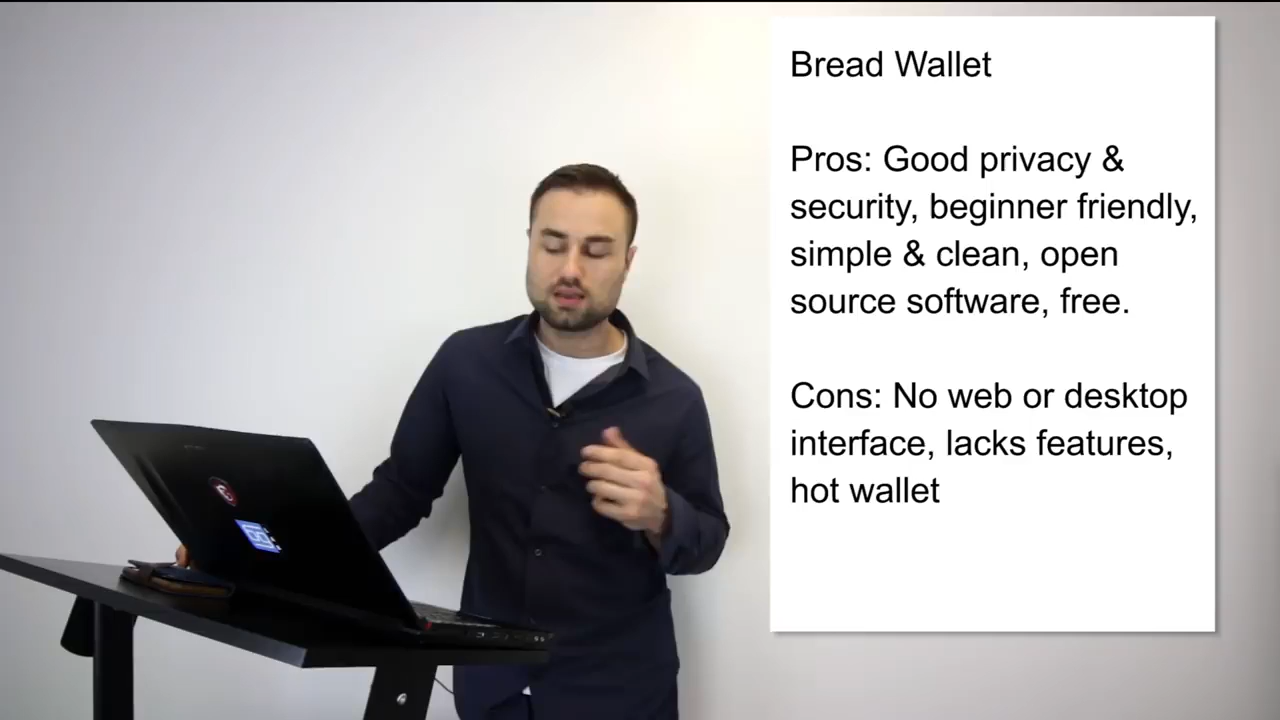 Bread Wallet
Pros: Good privacy &
security, beginner friendly,
simple & clean, open
source software, free.
Cons: No web or desktop
interface, lacks features,
hot wallet